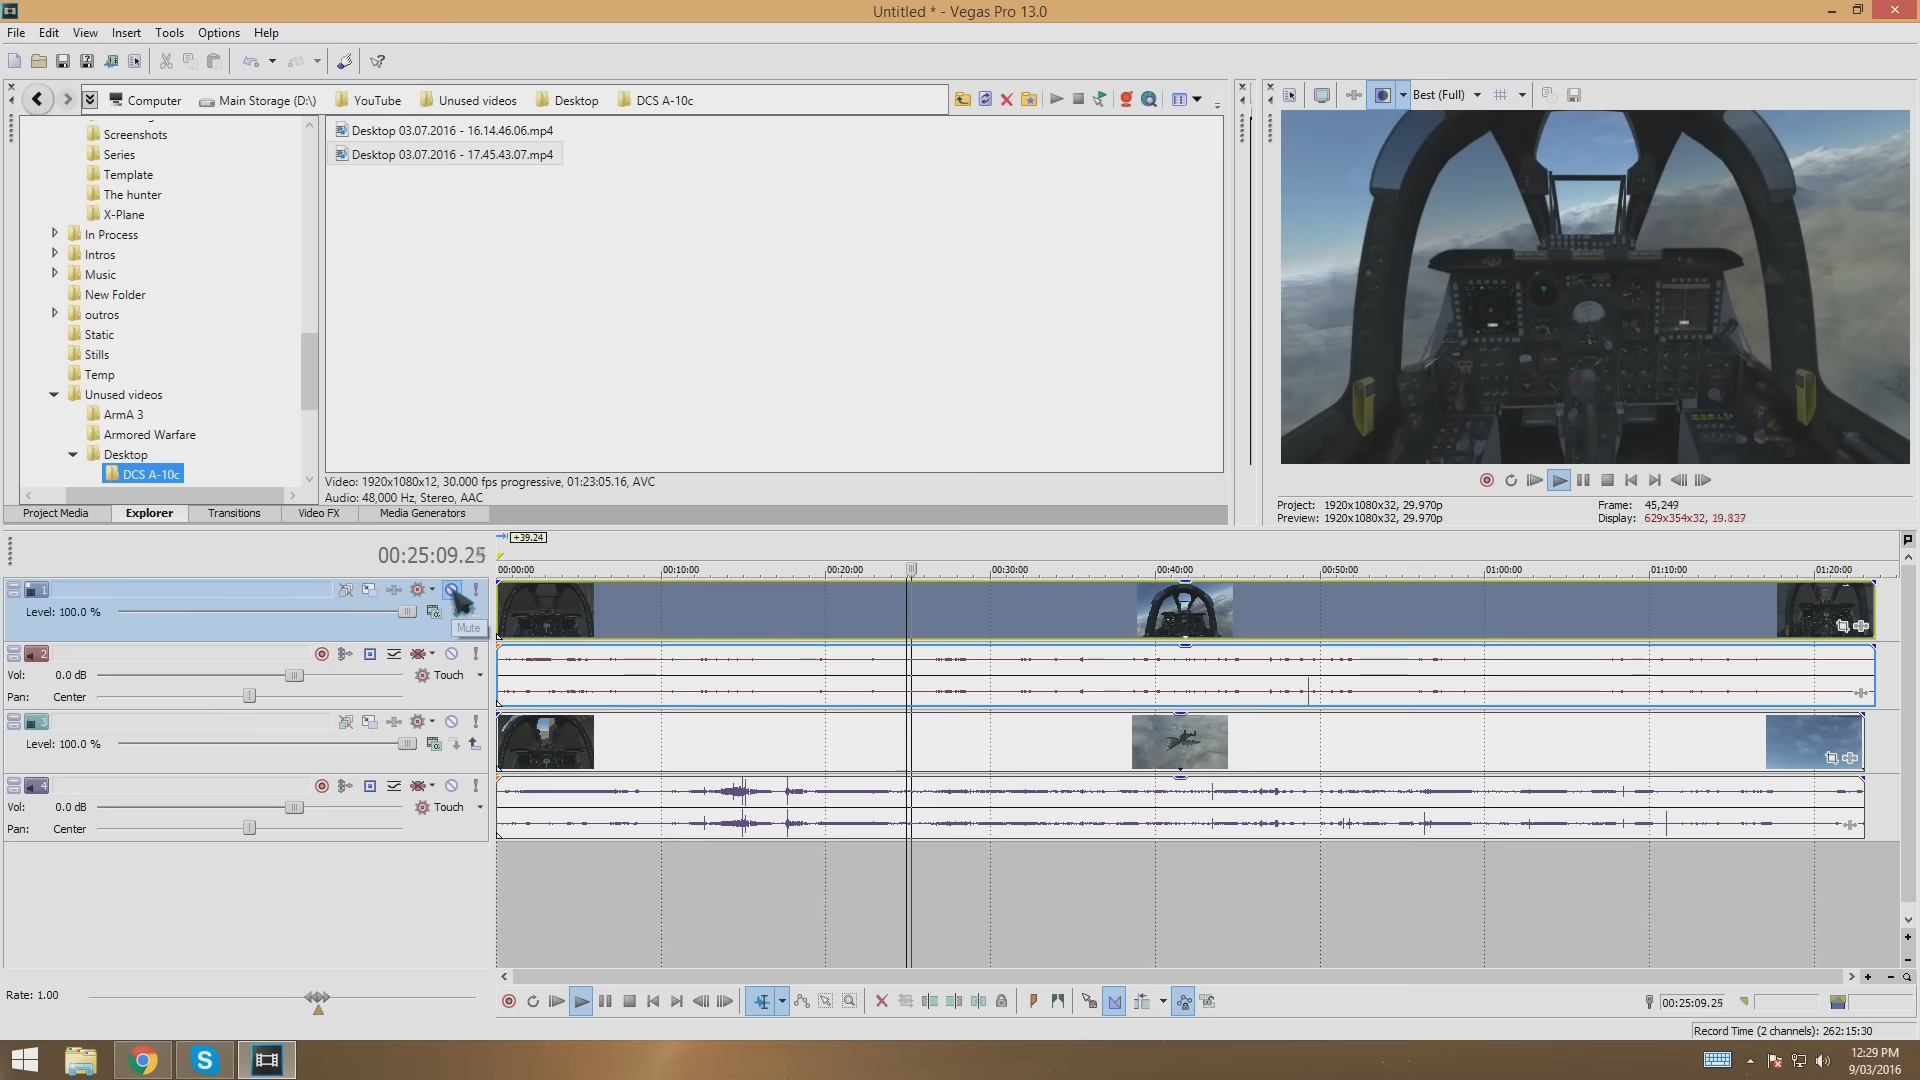 Untitled * - Vegas Pro 13.0
File Edit View Insert Tools Options Help
Computer Main Storage (D:\) YouTube Unused videos Desktop DCS A-10c
Best (Full)
Screenshots
Series
Template
The hunter
X-Plane
In Process
Intros
Music
New Folder
outros
Static
Stills
Temp
Unused videos
ArmA 3
Armored Warfare
Desktop
DCS A-10c
Desktop 03.07.2016 - 16.14.46.06.mp4
Desktop 03.07.2016 - 17.45.43.07.mp4
Video: 1920x1080x12, 30.000 fps progressive, 01:23:05.16, AVC
Audio: 48,000 Hz, Stereo, AAC
Project Media Explorer Transitions Video FX Media Generators
Project: 1920x1080x32, 29.970p Frame: 45,249
Preview: 1920x1080x32, 29.970p Display: 629x354x32, 19.837
+39.24
00:25:09.25
00:00:00 00:10:00 00:20:00 00:30:00 00:40:00 00:50:00 01:00:00 01:10:00 01:20:00
1
Level: 100.0 %
Mute
2
Vol: 0.0 dB Touch
Pan: Center
3
Level: 100.0 %
4
Vol: 0.0 dB Touch
Pan: Center
Rate: 1.00
00:25:09.25
Record Time (2 channels): 262:15:30
12:29 PM
9/03/2016